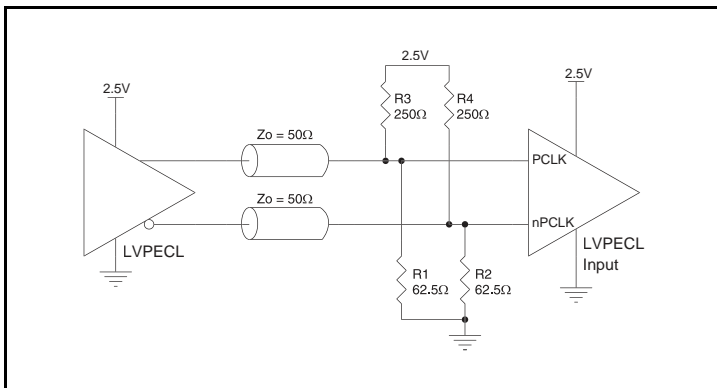 2.5V
2.5V
2.5V
R3
250Ω
R4
250Ω
Zo = 50Ω
PCLK
Zo = 50Ω
nPCLK
LVPECL
LVPECL
Input
R1
62.5Ω
R2
62.5Ω